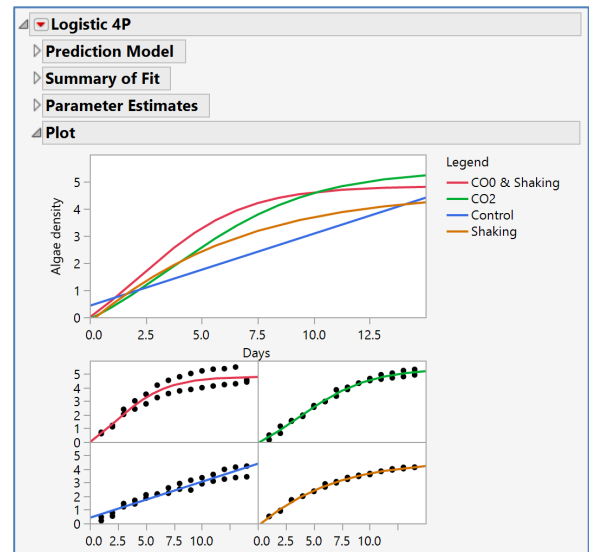 Logistic 4P
Prediction Model
Summary of Fit
Parameter Estimates
Plot
Legend
CO0 & Shaking
CO2
Control
Shaking
Algae density
5
4
3
2
1
0
0.0 2.5 5.0 7.5 10.0 12.5
Days
5
4
3
2
1
0
5
4
3
2
1
0
0.0 2.5 5.0 7.5 10.0 0.0 2.5 5.0 7.5 10.0